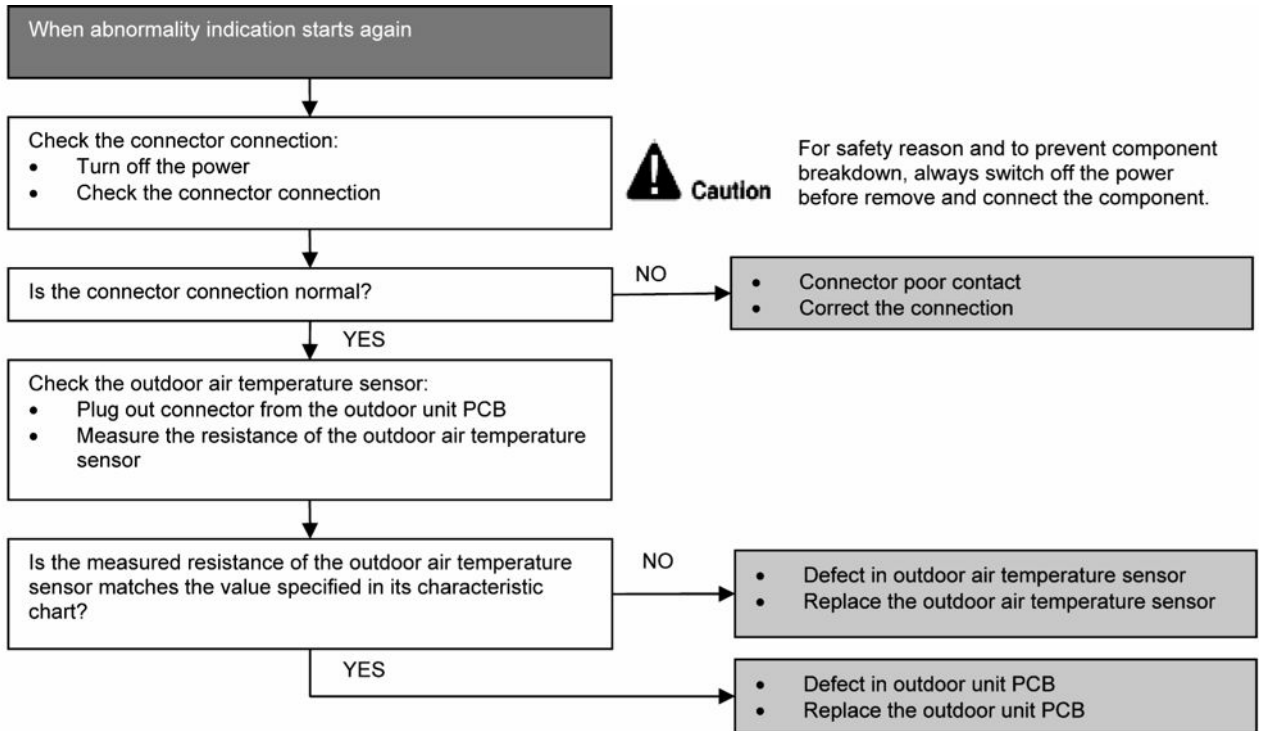 When abnormality indication starts again
Check the connector connection:
• Turn off the power
• Check the connector connection
Caution
For safety reason and to prevent component
breakdown, always switch off the power
before remove and connect the component.
Is the connector connection normal?
NO
• Connector poor contact
• Correct the connection
YES
Check the outdoor air temperature sensor:
• Plug out connector from the outdoor unit PCB
• Measure the resistance of the outdoor air temperature
sensor
Is the measured resistance of the outdoor air temperature
sensor matches the value specified in its characteristic
chart?
NO
• Defect in outdoor air temperature sensor
• Replace the outdoor air temperature sensor
YES
• Defect in outdoor unit PCB
• Replace the outdoor unit PCB